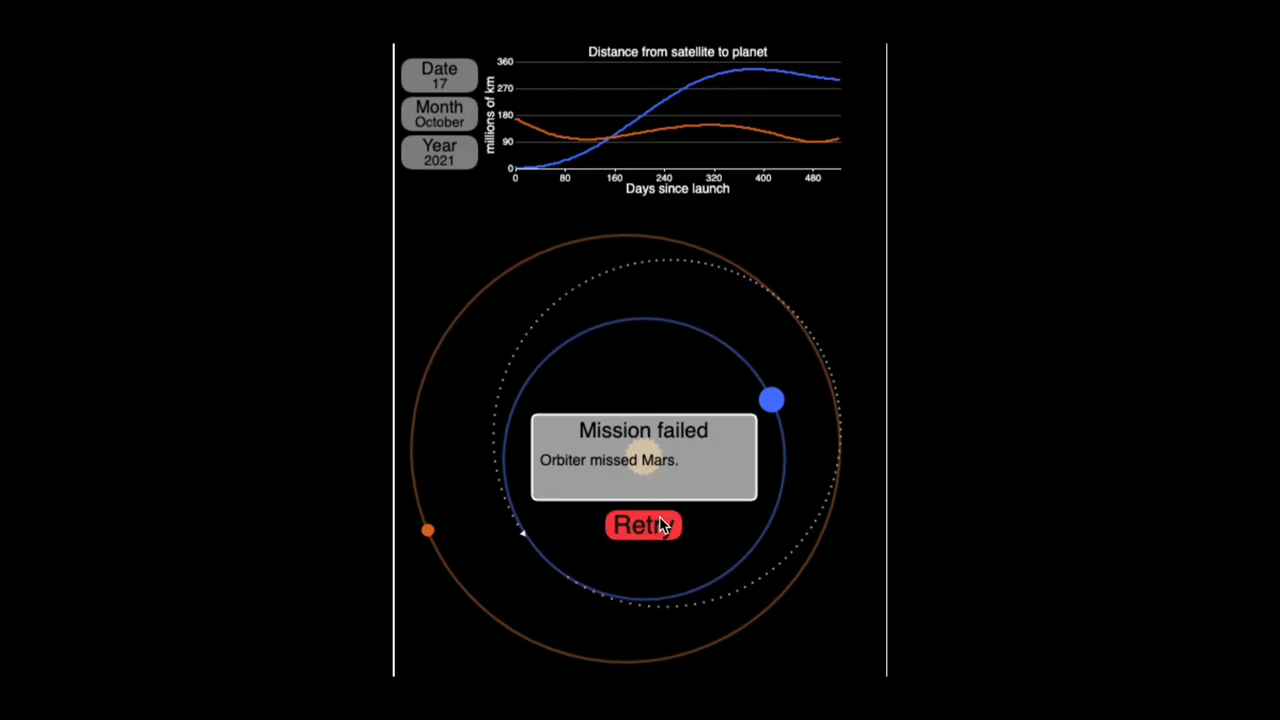 Distance from satellite to planet
Date
17
Month
October
Year
2021
millions of km
360
270
180
90
0
0 80 160 240 320 400 480
Days since launch
Mission failed
Orbiter missed Mars.
Retry